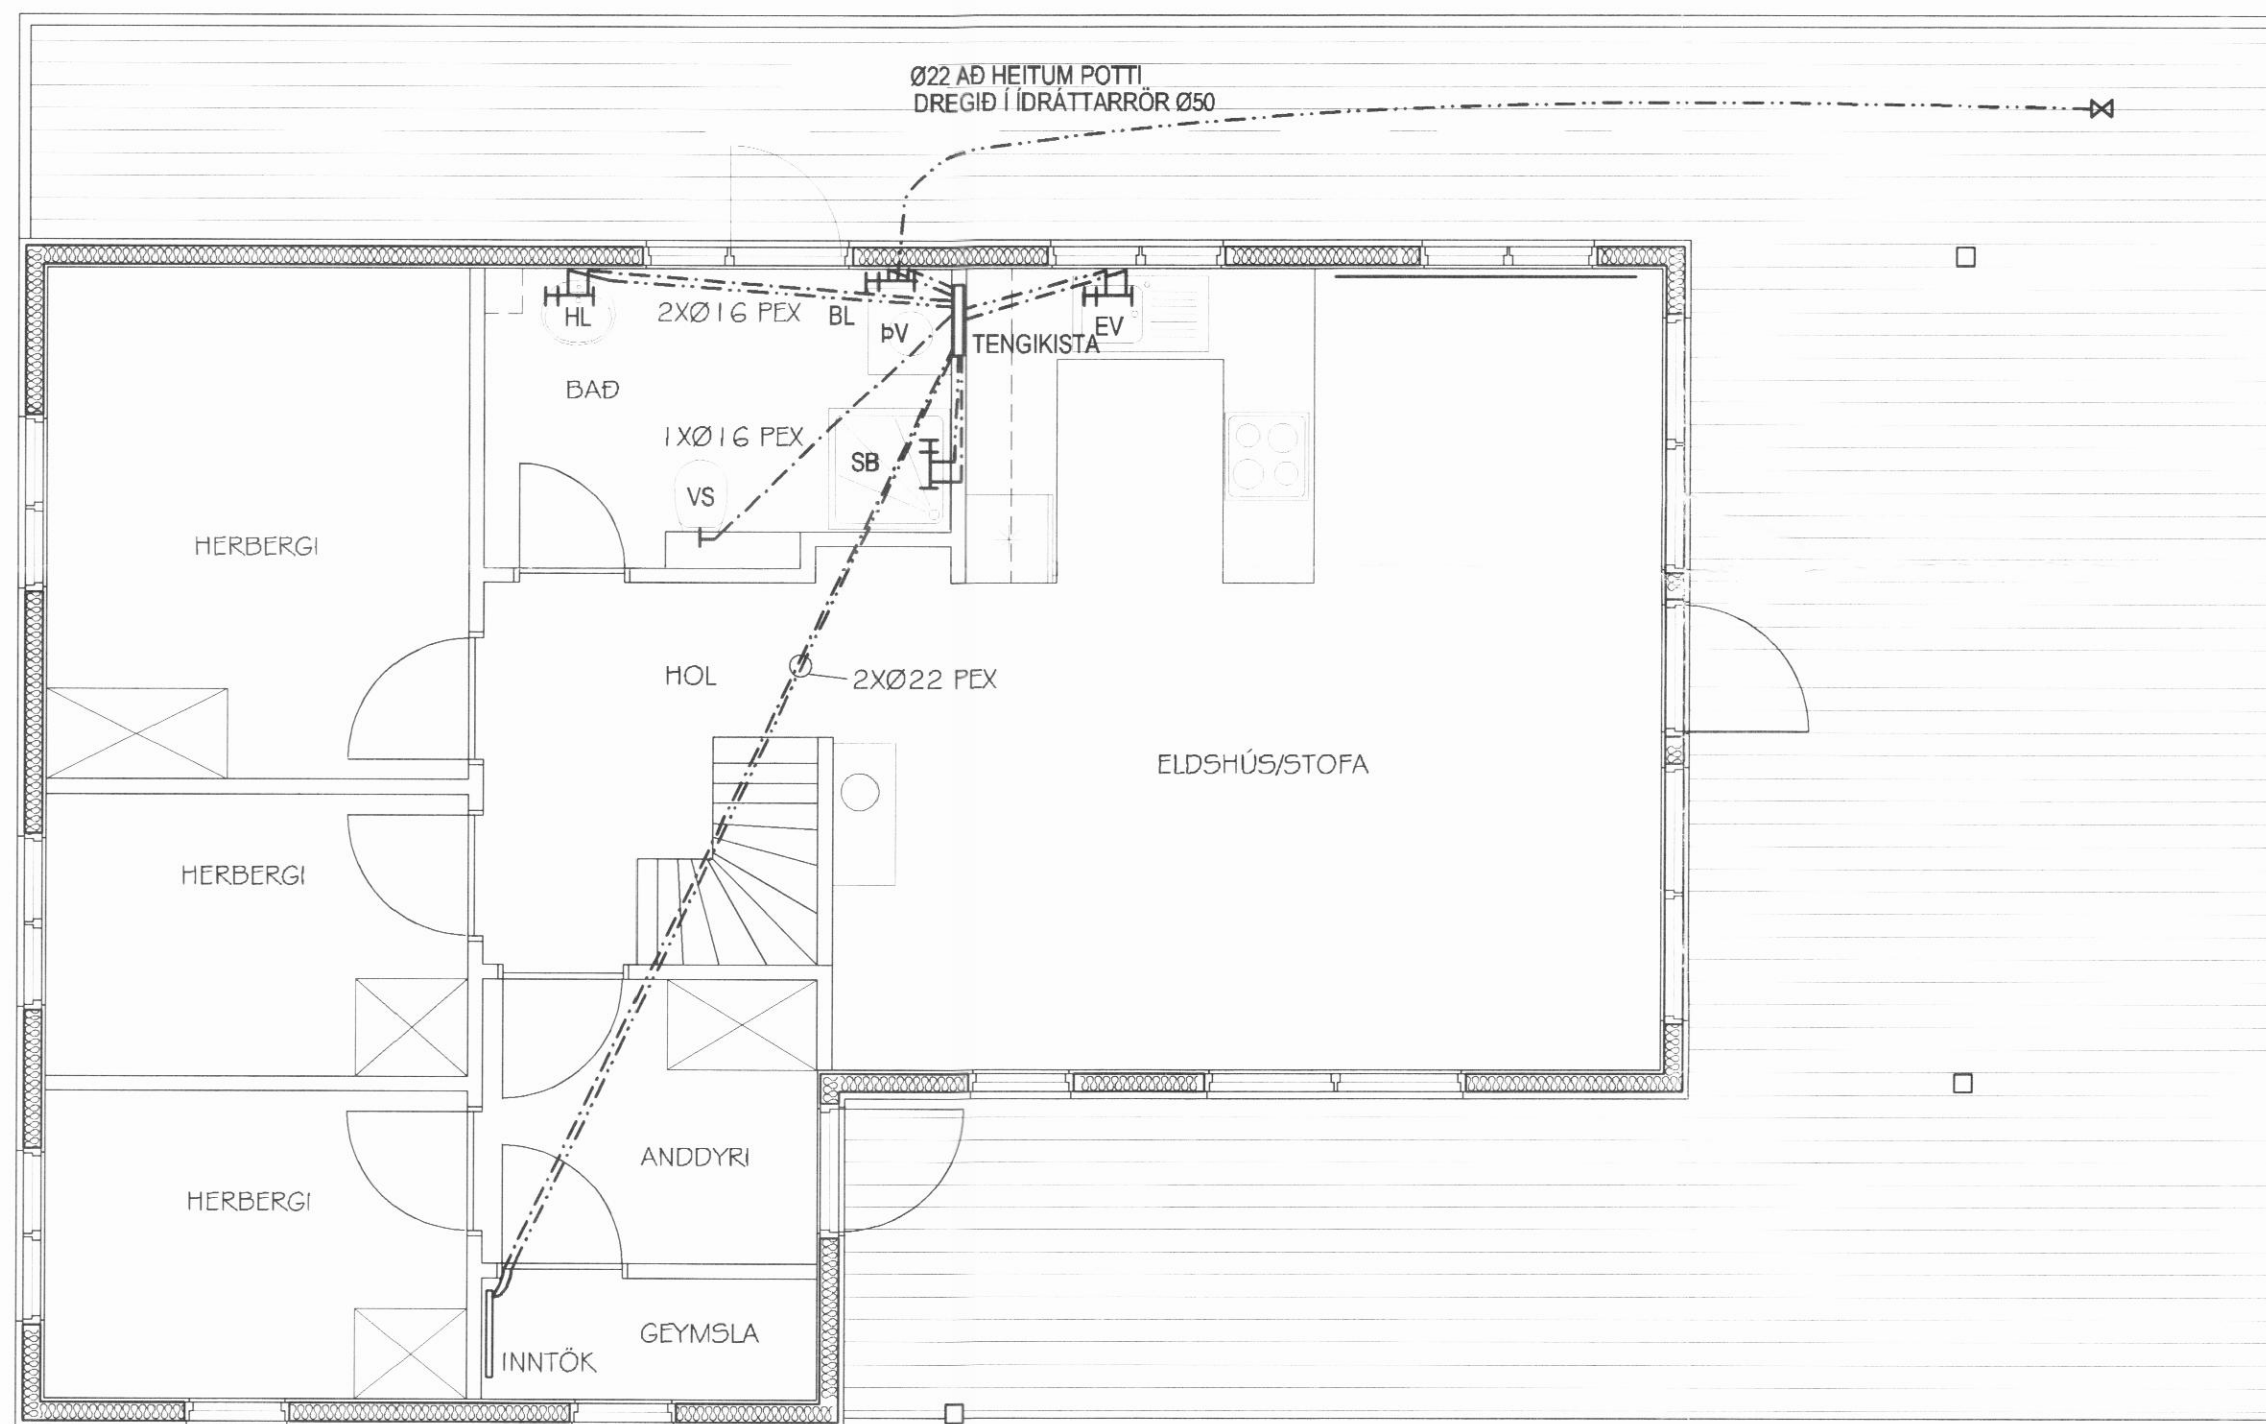 Ø22 AÐ HEITUM POTTI
DREGIÐ Í ÍDRÁTTARRÖR Ø50
HL
2XØ16 PEX
BL
ÞV
EV
TENGIKISTA
BAÐ
1XØ16 PEX
SB
VS
HERBERGI
HOL
2XØ22 PEX
ELDSHÚS/STOFA
HERBERGI
ANDDYRI
HERBERGI
GEYMSLA
INNTÖK